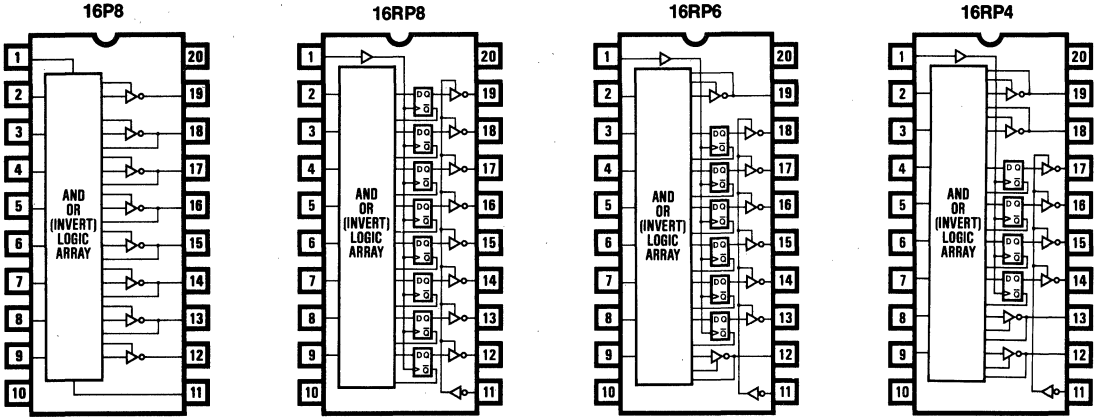 16P8
1 20
2 19
3 18
4 17
AND
OR
(INVERT)
LOGIC
ARRAY
5 16
6 15
7 14
8 13
9 12
10 11
16RP8
1 20
2 D Q 19
Q̅
3 D Q 18
Q̅
4 D Q 17
Q̅
AND
OR
(INVERT)
LOGIC
ARRAY
5 D Q 16
Q̅
6 D Q 15
Q̅
7 D Q 14
Q̅
8 D Q 13
Q̅
9 D Q 12
Q̅
10 11
16RP6
1 20
2 19
3 D Q 18
Q̅
4 D Q 17
Q̅
AND
OR
(INVERT)
LOGIC
ARRAY
5 D Q 16
Q̅
6 D Q 15
Q̅
7 D Q 14
Q̅
8 D Q 13
Q̅
9 12
10 11
16RP4
1 20
2 19
3 18
4 D Q 17
Q̅
AND
OR
(INVERT)
LOGIC
ARRAY
5 D Q 16
Q̅
6 D Q 15
Q̅
7 D Q 14
Q̅
8 13
9 12
10 11